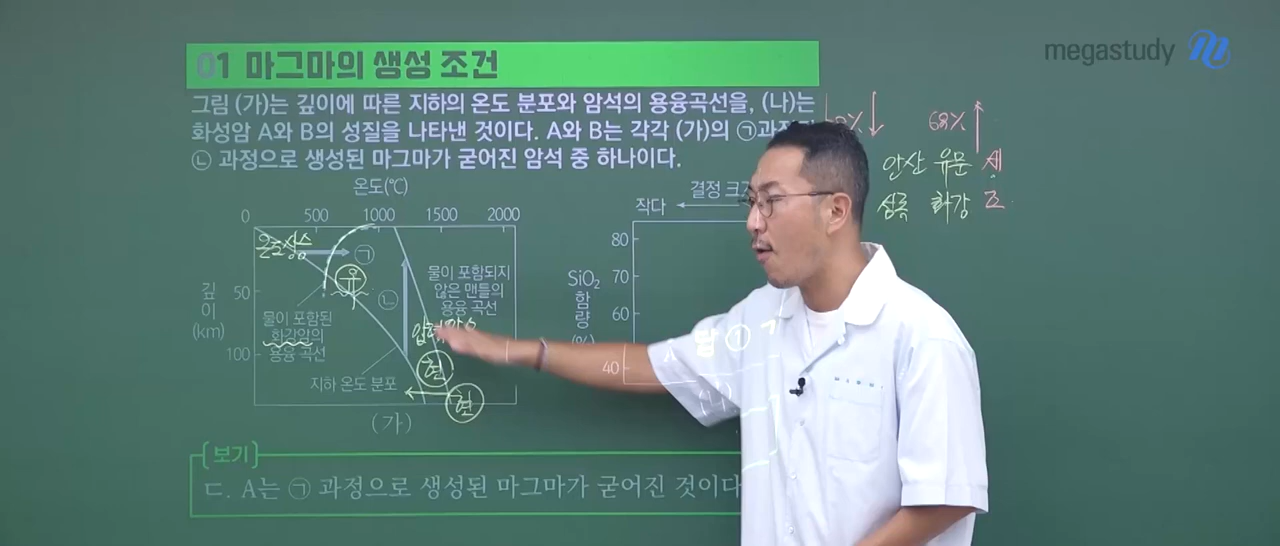 megastudy
01 마그마의 생성 조건
그림 (가)는 깊이에 따른 지하의 온도 분포와 암석의 용융곡선을, (나)는
화성암 A와 B의 성질을 나타낸 것이다. A와 B는 각각 (가)의 ㉠과정
㉡ 과정으로 생성된 마그마가 굳어진 암석 중 하나이다.
68%
안산 유문
섬록 화강 조
온도(℃)
0 500 1000 1500 2000
온도상승 ㉠
유
㉡
물이 포함되지
않은 맨틀의
용융 곡선
깊이
(km)
50
100
물이 포함된
화강암의
용융 곡선
지하 온도 분포
현
현
(가)
결정 크
작다
SiO₂
함
량
(%)
80
70
60
40
A 답 ① ㄱ
[보기]
ㄷ. A는 ㉠ 과정으로 생성된 마그마가 굳어진 것이다